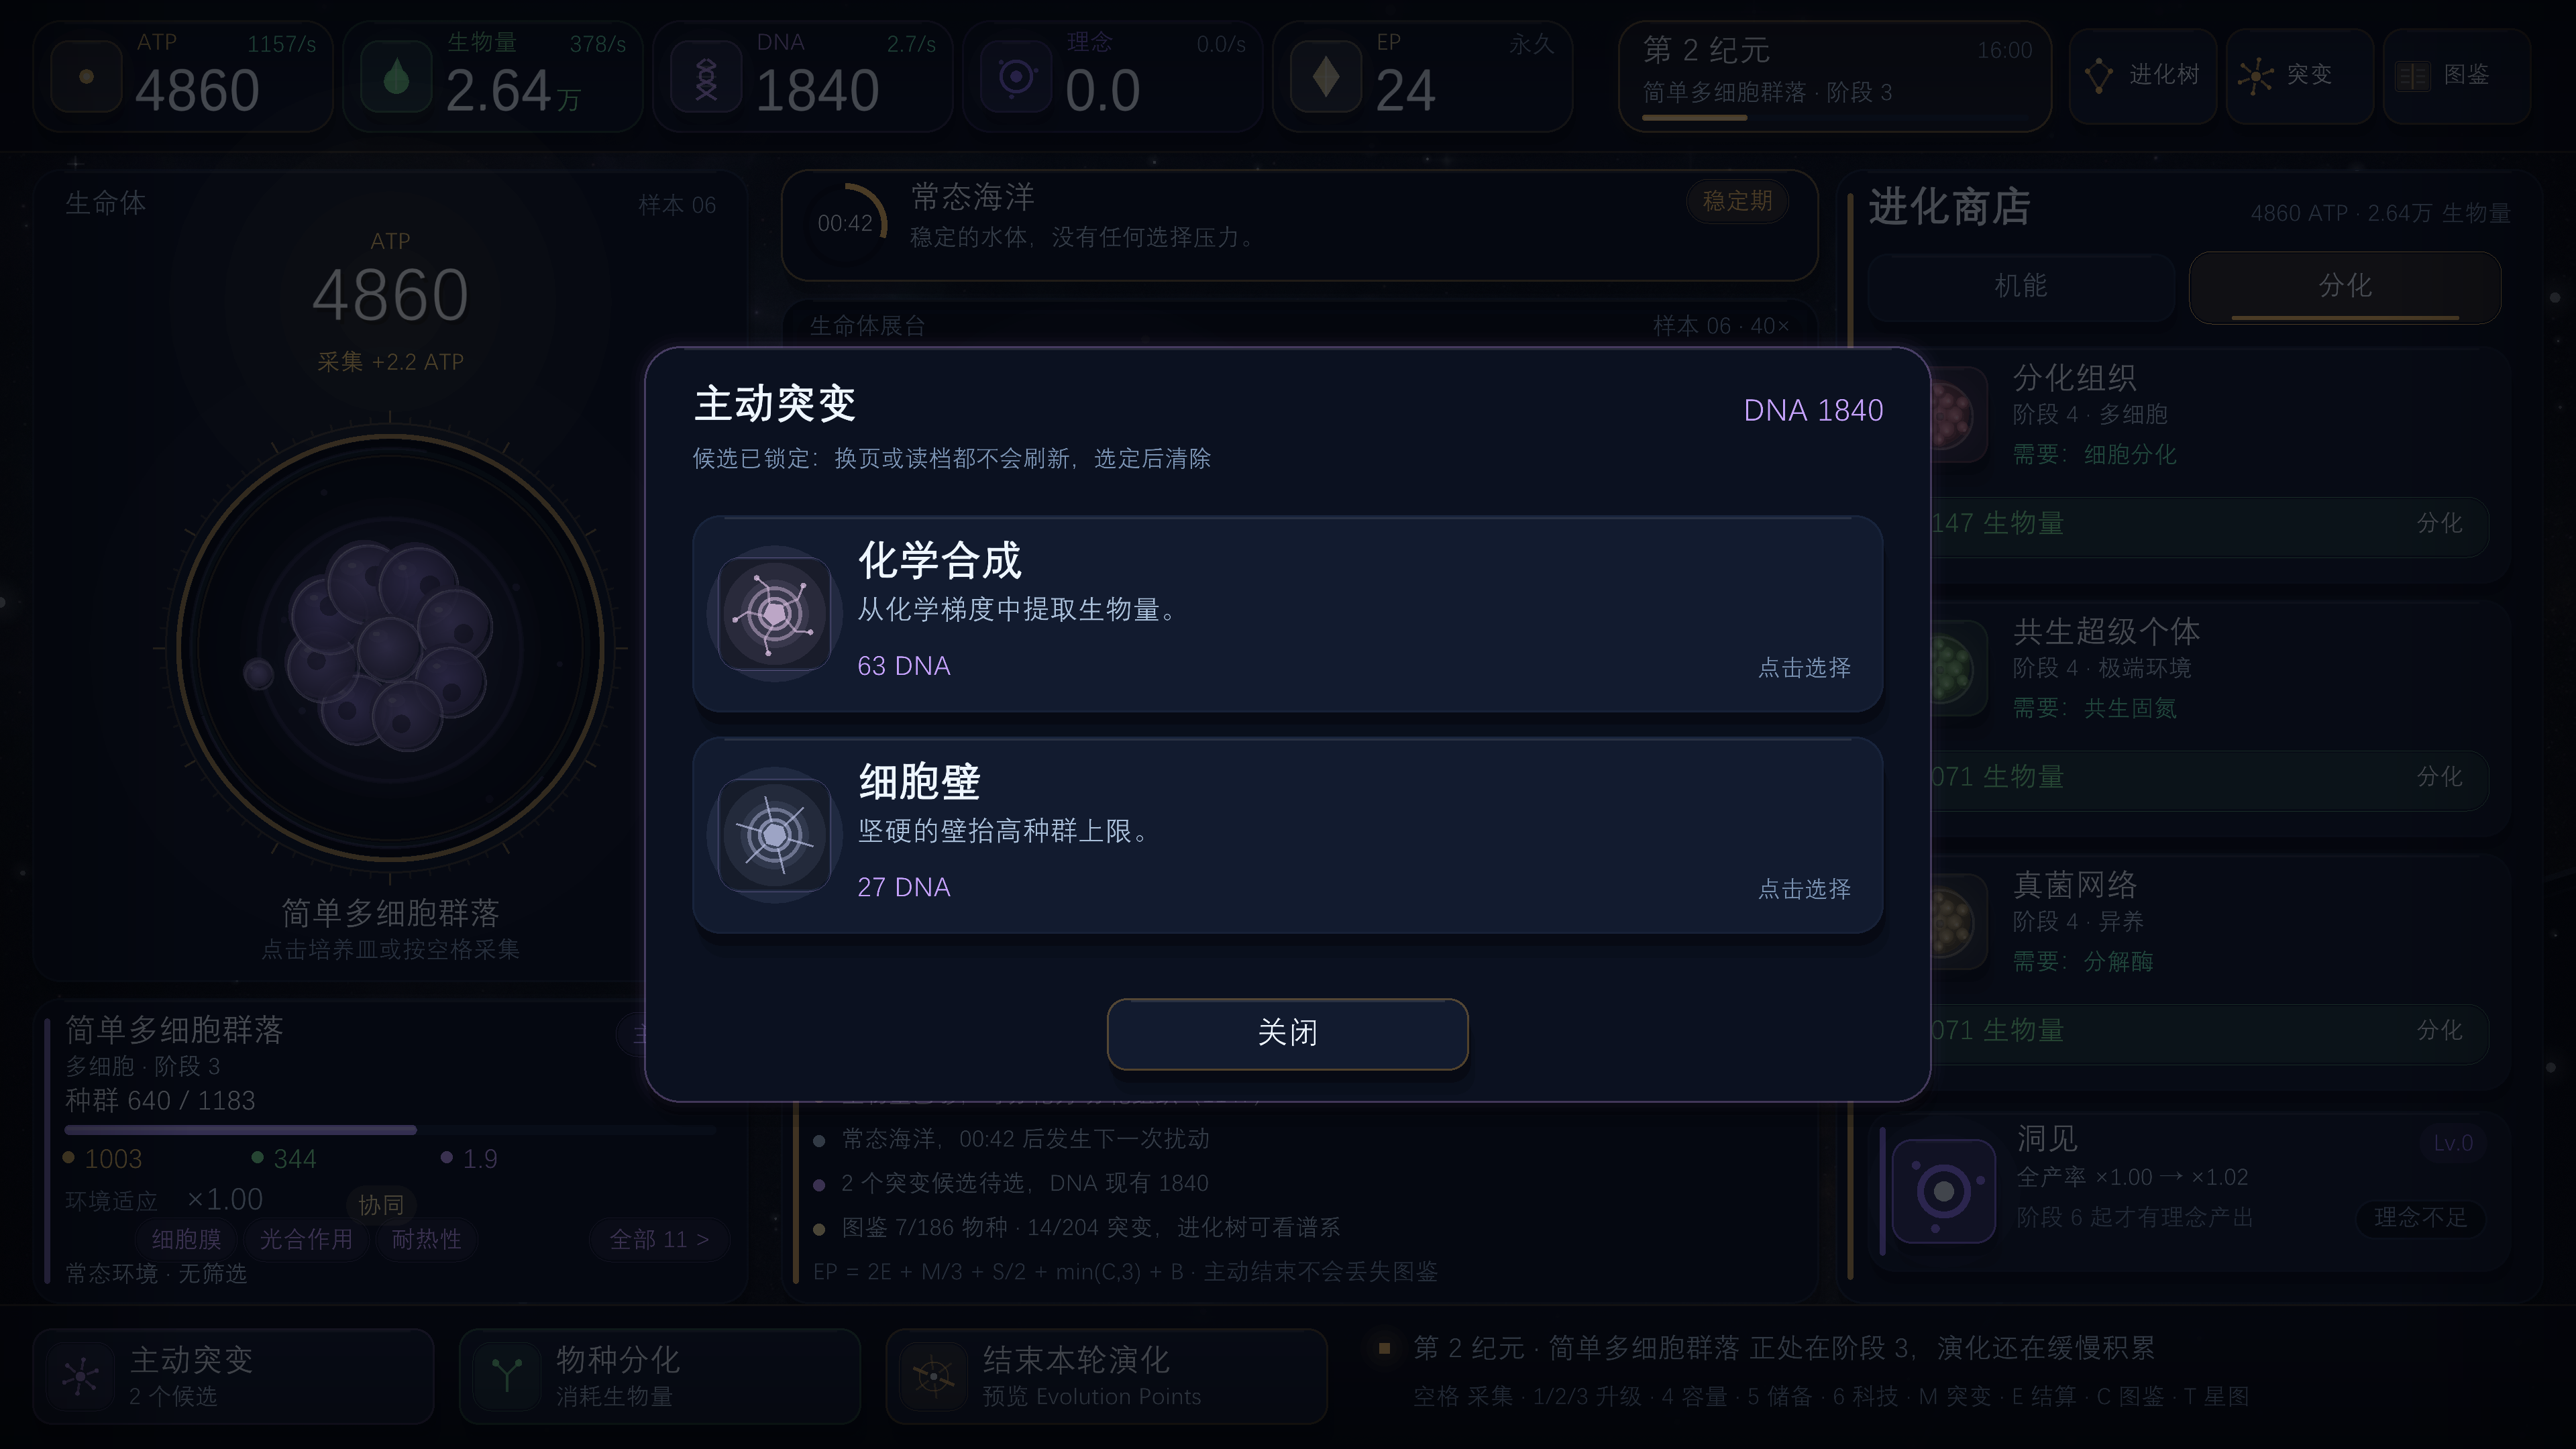 ATP 1157/s
4860
生物量 378/s
2.64万
DNA 2.7/s
1840
理念 0.0/s
0.0
EP 永久
24
第 2 纪元 16:00
简单多细胞群落 · 阶段 3
进化树
突变
图鉴
生命体 样本 06
ATP
4860
采集 +2.2 ATP
简单多细胞群落
点击培养皿或按空格采集
00:42
常态海洋 稳定期
稳定的水体，没有任何选择压力。
生命体展台 样本 06 · 40×
进化商店 4860 ATP · 2.64万 生物量
机能 分化
分化组织
阶段 4 · 多细胞
需要：细胞分化
147 生物量 分化
共生超级个体
阶段 4 · 极端环境
需要：共生固氮
071 生物量 分化
真菌网络
阶段 4 · 异养
需要：分解酶
071 生物量 分化
洞见 Lv.0
全产率 ×1.00 → ×1.02
阶段 6 起才有理念产出 理念不足
主动突变 DNA 1840
候选已锁定：换页或读档都不会刷新，选定后清除
化学合成
从化学梯度中提取生物量。
63 DNA 点击选择
细胞壁
坚硬的壁抬高种群上限。
27 DNA 点击选择
关闭
简单多细胞群落
多细胞 · 阶段 3
种群 640 / 1183
1003 344 1.9
环境适应 ×1.00 协同
细胞膜 光合作用 耐热性 全部 11 >
常态环境 · 无筛选
常态海洋，00:42 后发生下一次扰动
2 个突变候选待选，DNA 现有 1840
图鉴 7/186 物种 · 14/204 突变，进化树可看谱系
EP = 2E + M/3 + S/2 + min(C,3) + B · 主动结束不会丢失图鉴
主动突变
2 个候选
物种分化
消耗生物量
结束本轮演化
预览 Evolution Points
第 2 纪元 · 简单多细胞群落 正处在阶段 3，演化还在缓慢积累
空格 采集 · 1/2/3 升级 · 4 容量 · 5 储备 · 6 科技 · M 突变 · E 结算 · C 图鉴 · T 星图